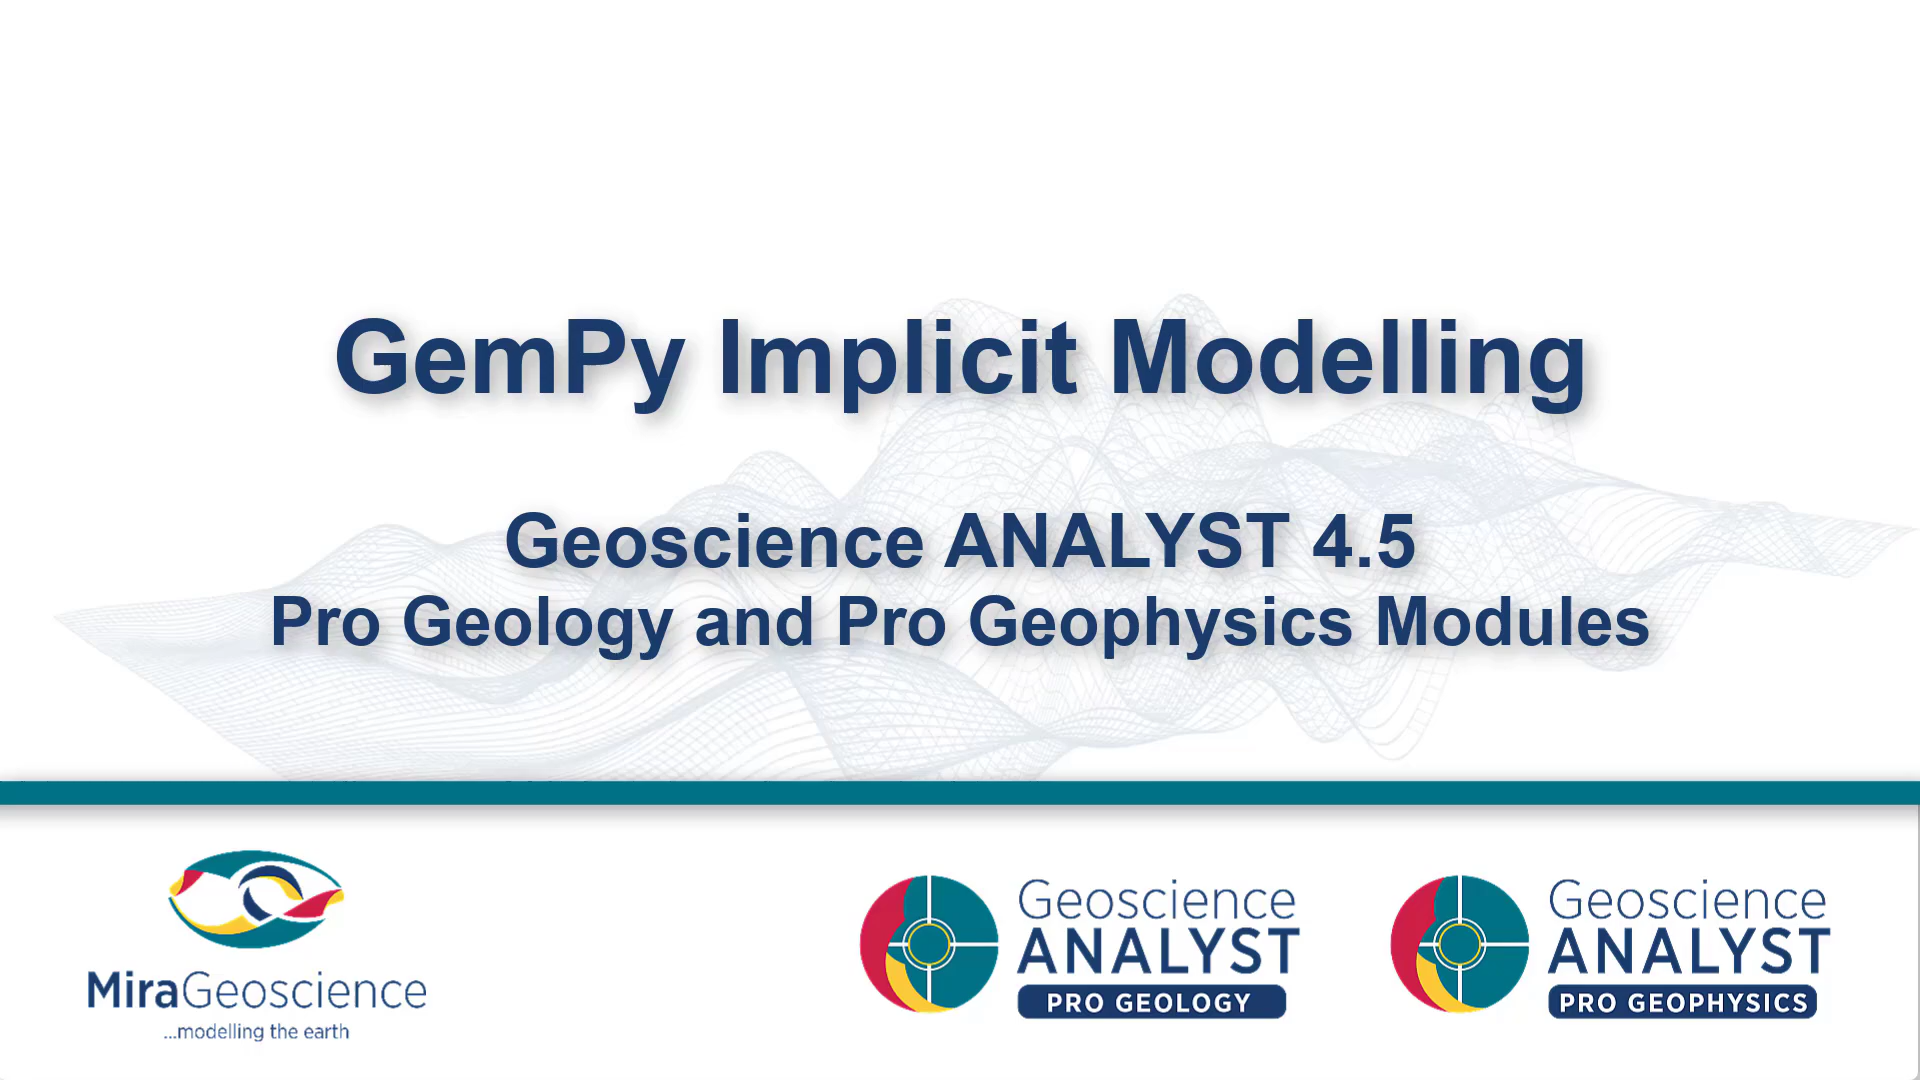 GemPy Implicit Modelling
Geoscience ANALYST 4.5
Pro Geology and Pro Geophysics Modules
MiraGeoscience
...modelling the earth
Geoscience
ANALYST
PRO GEOLOGY
Geoscience
ANALYST
PRO GEOPHYSICS